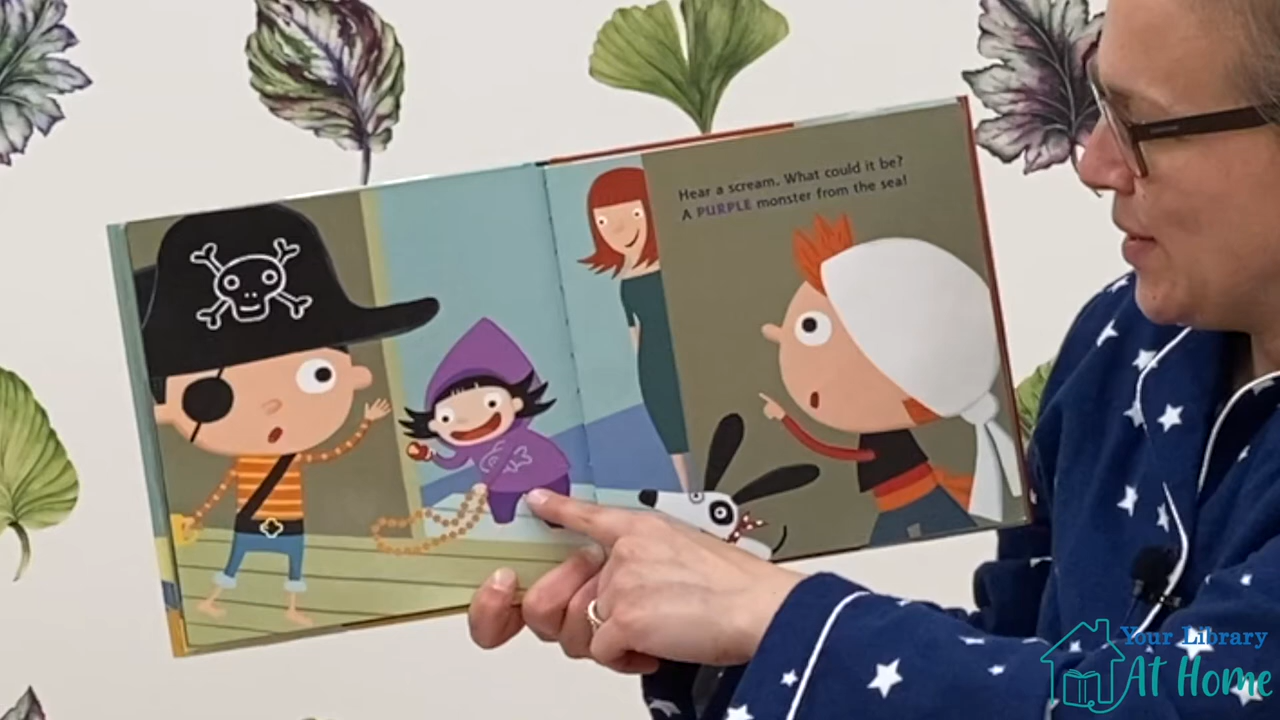 Hear a scream. What could it be?
A PURPLE monster from the sea!
Your Library
At Home